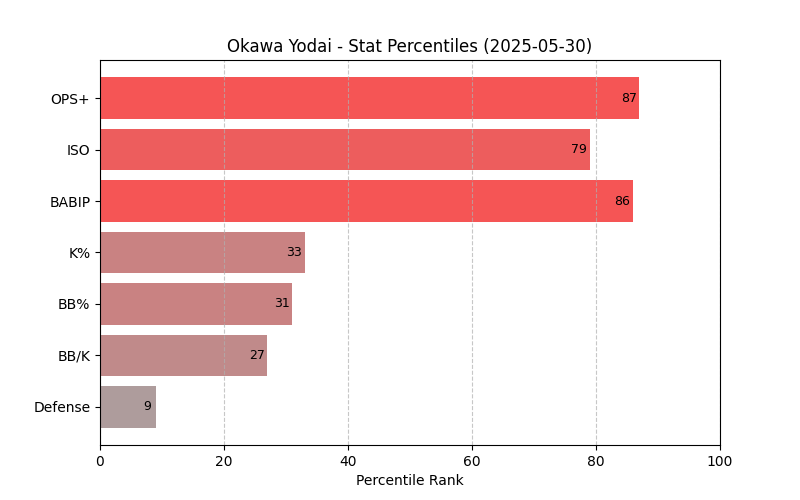 Okawa Yodai - Stat Percentiles (2025-05-30)
OPS+ 87
ISO 79
BABIP 86
K% 33
BB% 31
BB/K 27
Defense 9
0 20 40 60 80 100
Percentile Rank